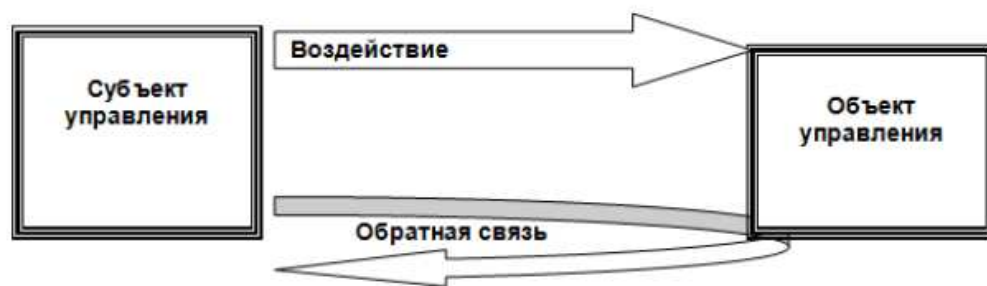 Субъект
управления
Воздействие
Объект
управления
Обратная связь